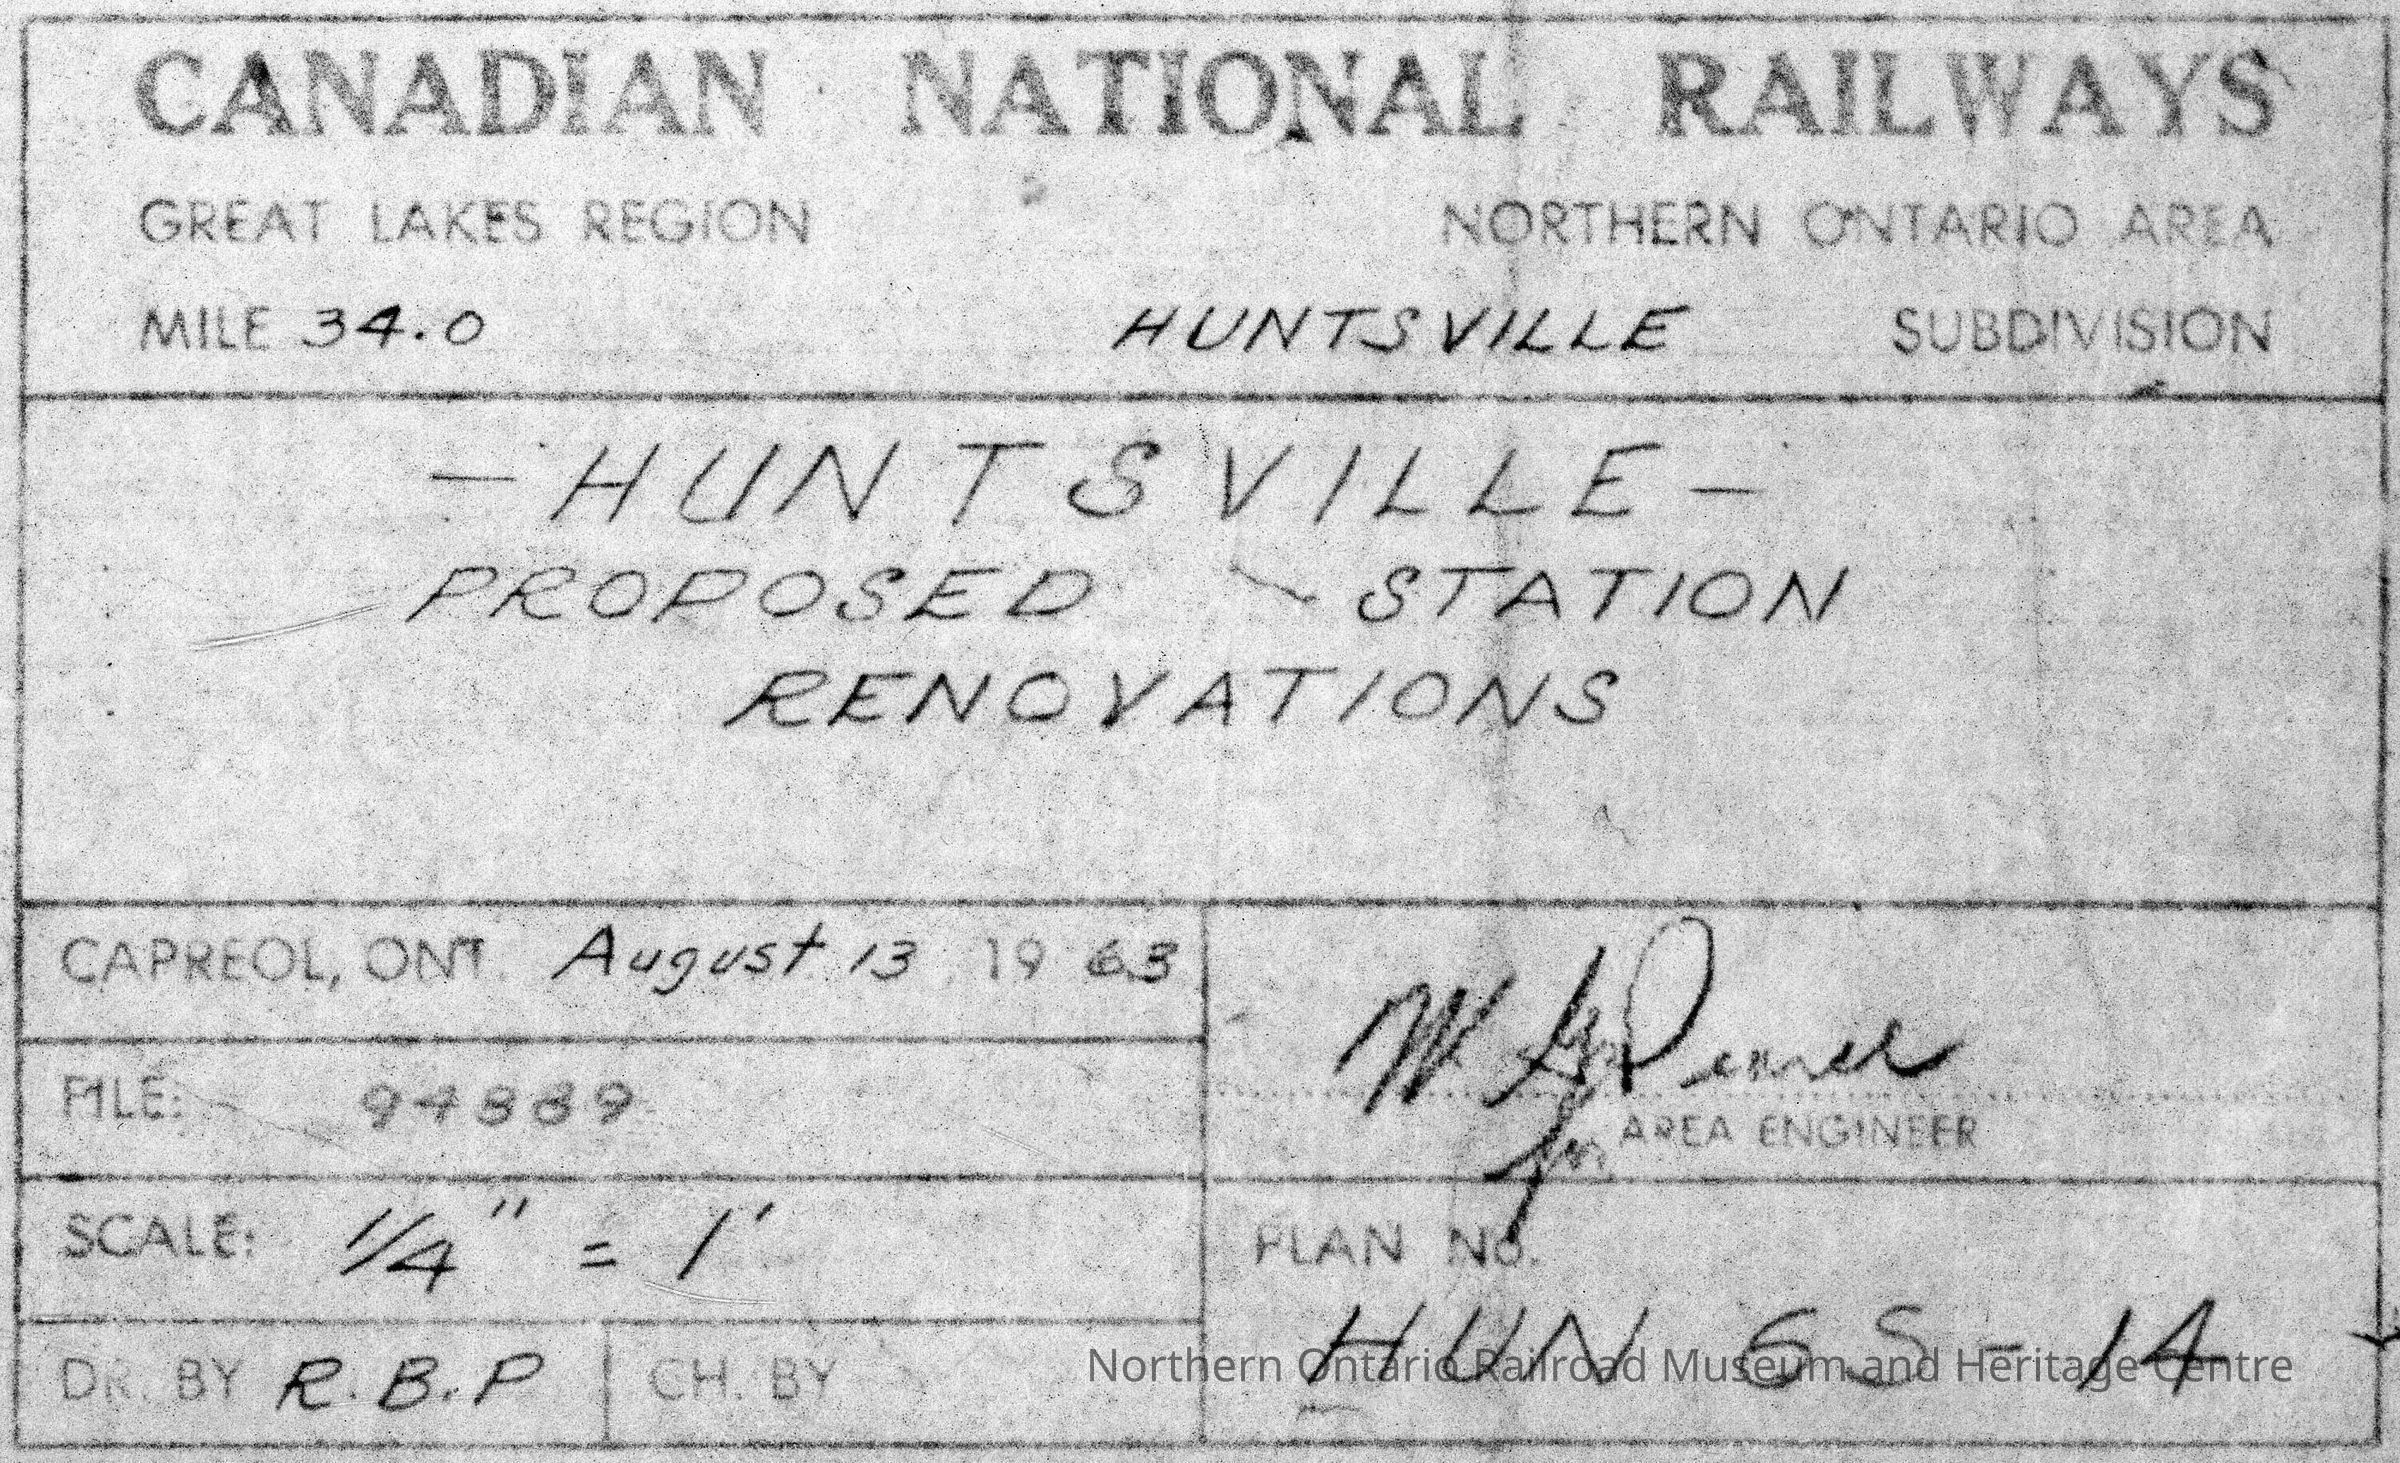 CANADIAN NATIONAL RAILWAYS
GREAT LAKES REGION NORTHERN ONTARIO AREA
MILE 34.0 HUNTSVILLE SUBDIVISION
—HUNTSVILLE—
PROPOSED STATION
RENOVATIONS
CAPREOL, ONT. August 13 1963
FILE: 94889
AREA ENGINEER
SCALE: 1/4" = 1'
PLAN NO.
HUN 6S-14
DR. BY R.B.P CH. BY
Northern Ontario Railroad Museum and Heritage Centre